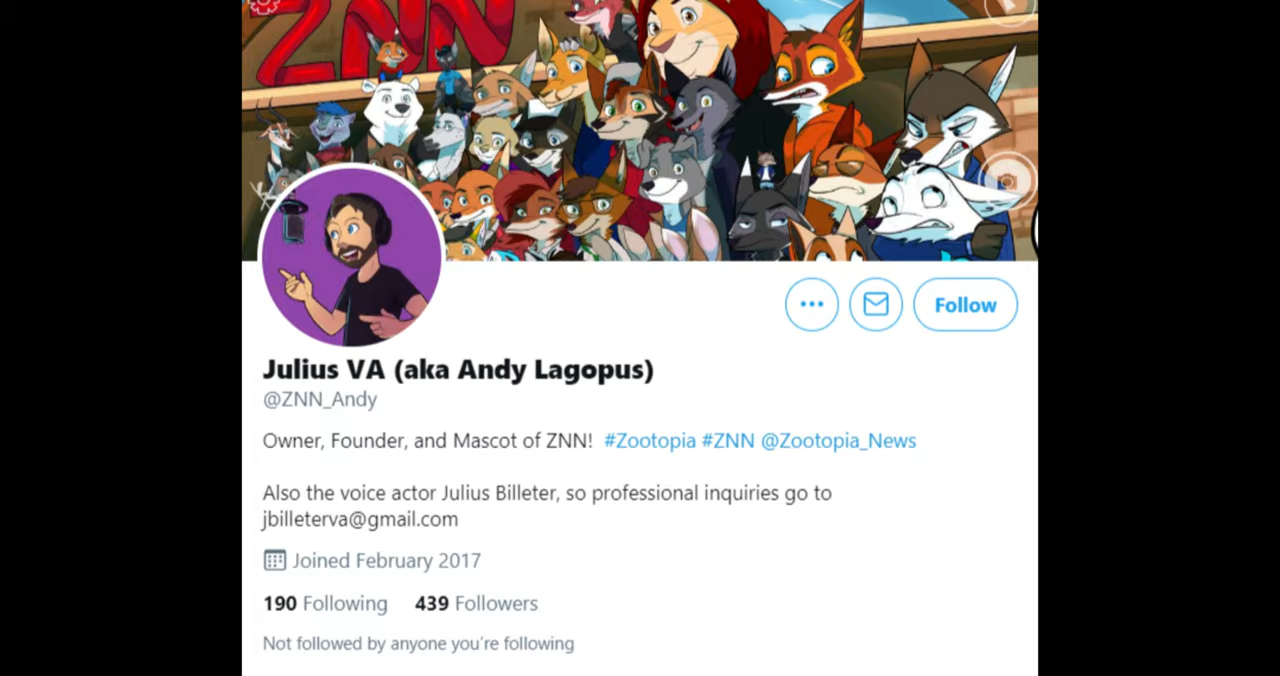 ZNN
Follow
Julius VA (aka Andy Lagopus)
@ZNN_Andy
Owner, Founder, and Mascot of ZNN! #Zootopia #ZNN @Zootopia_News
Also the voice actor Julius Billeter, so professional inquiries go to
jbilleterva@gmail.com
Joined February 2017
190 Following 439 Followers
Not followed by anyone you’re following